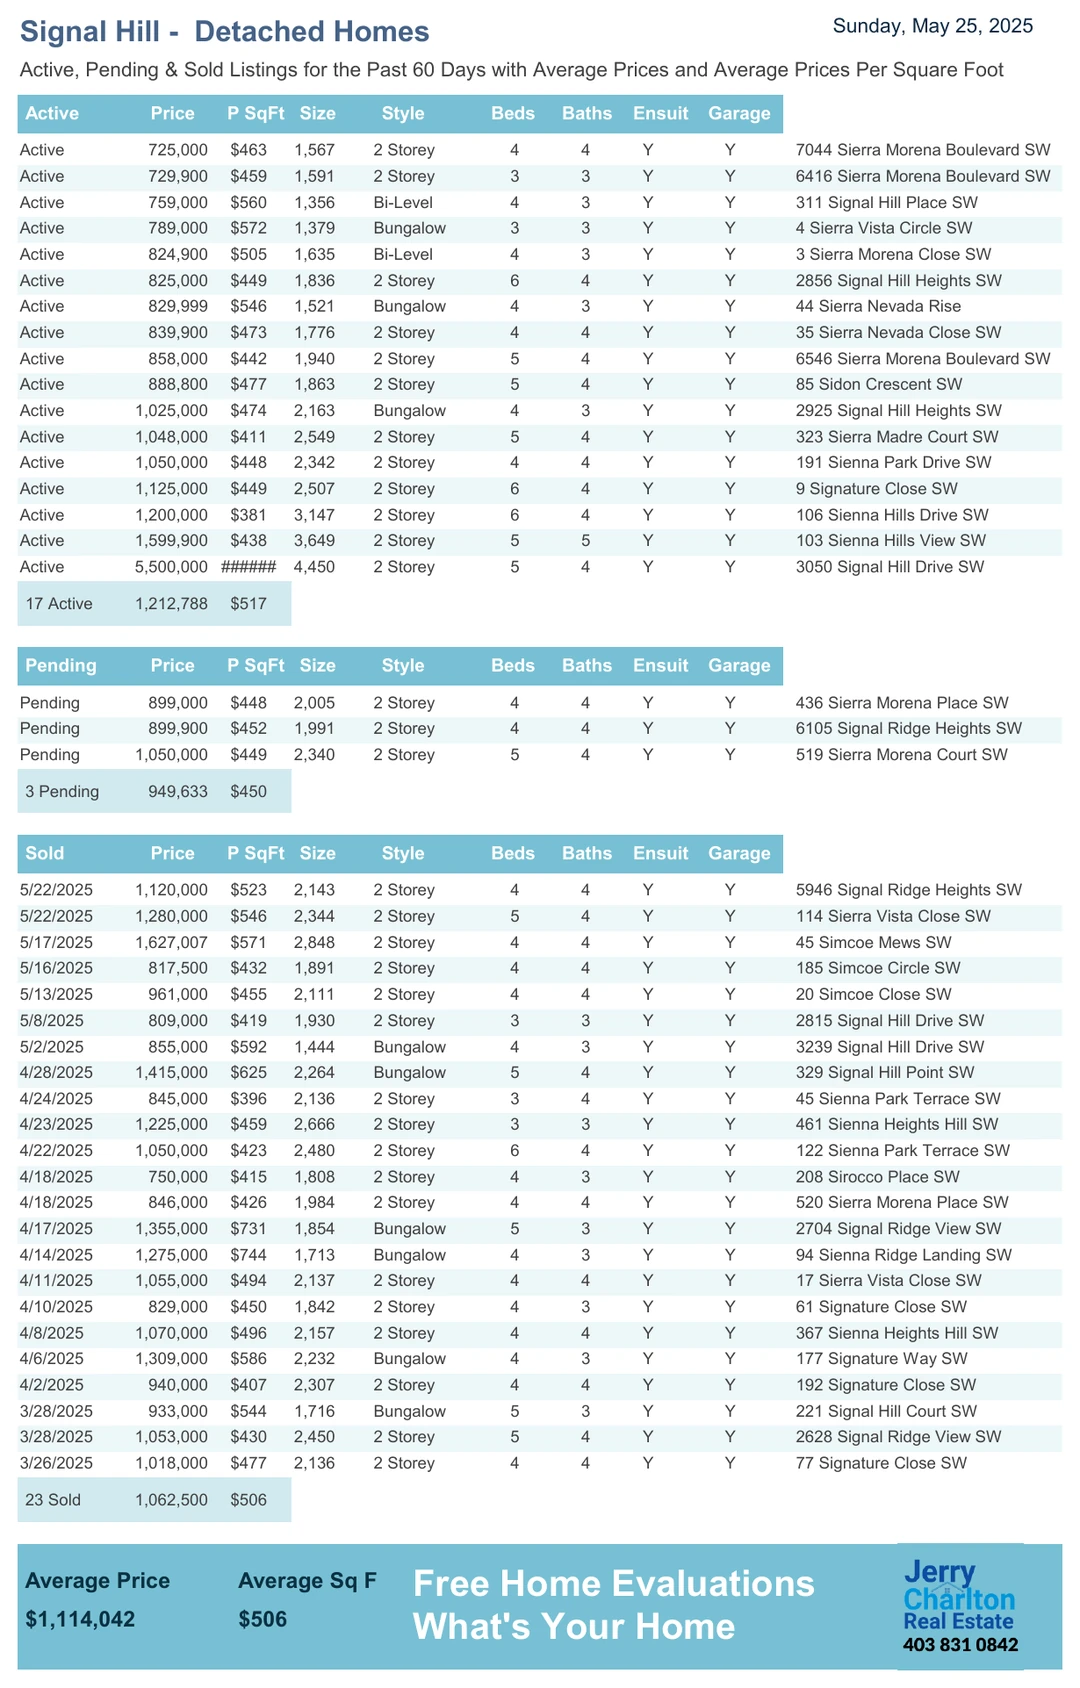 Signal Hill - Detached Homes
Sunday, May 25, 2025
Active, Pending & Sold Listings for the Past 60 Days with Average Prices and Average Prices Per Square Foot
Active Price P SqFt Size Style Beds Baths Ensuit Garage
Active 725,000 $463 1,567 2 Storey 4 4 Y Y 7044 Sierra Morena Boulevard SW
Active 729,900 $459 1,591 2 Storey 3 3 Y Y 6416 Sierra Morena Boulevard SW
Active 759,000 $560 1,356 Bi-Level 4 3 Y Y 311 Signal Hill Place SW
Active 789,000 $572 1,379 Bungalow 3 3 Y Y 4 Sierra Vista Circle SW
Active 824,900 $505 1,635 Bi-Level 4 3 Y Y 3 Sierra Morena Close SW
Active 825,000 $449 1,836 2 Storey 6 4 Y Y 2856 Signal Hill Heights SW
Active 829,999 $546 1,521 Bungalow 4 3 Y Y 44 Sierra Nevada Rise
Active 839,900 $473 1,776 2 Storey 4 4 Y Y 35 Sierra Nevada Close SW
Active 858,000 $442 1,940 2 Storey 5 4 Y Y 6546 Sierra Morena Boulevard SW
Active 888,800 $477 1,863 2 Storey 5 4 Y Y 85 Sidon Crescent SW
Active 1,025,000 $474 2,163 Bungalow 4 3 Y Y 2925 Signal Hill Heights SW
Active 1,048,000 $411 2,549 2 Storey 5 4 Y Y 323 Sierra Madre Court SW
Active 1,050,000 $448 2,342 2 Storey 4 4 Y Y 191 Sienna Park Drive SW
Active 1,125,000 $449 2,507 2 Storey 6 4 Y Y 9 Signature Close SW
Active 1,200,000 $381 3,147 2 Storey 6 4 Y Y 106 Sienna Hills Drive SW
Active 1,599,900 $438 3,649 2 Storey 5 5 Y Y 103 Sienna Hills View SW
Active 5,500,000 ###### 4,450 2 Storey 5 4 Y Y 3050 Signal Hill Drive SW
17 Active 1,212,788 $517
Pending Price P SqFt Size Style Beds Baths Ensuit Garage
Pending 899,000 $448 2,005 2 Storey 4 4 Y Y 436 Sierra Morena Place SW
Pending 899,900 $452 1,991 2 Storey 4 4 Y Y 6105 Signal Ridge Heights SW
Pending 1,050,000 $449 2,340 2 Storey 5 4 Y Y 519 Sierra Morena Court SW
3 Pending 949,633 $450
Sold Price P SqFt Size Style Beds Baths Ensuit Garage
5/22/2025 1,120,000 $523 2,143 2 Storey 4 4 Y Y 5946 Signal Ridge Heights SW
5/22/2025 1,280,000 $546 2,344 2 Storey 5 4 Y Y 114 Sierra Vista Close SW
5/17/2025 1,627,007 $571 2,848 2 Storey 4 4 Y Y 45 Simcoe Mews SW
5/16/2025 817,500 $432 1,891 2 Storey 4 4 Y Y 185 Simcoe Circle SW
5/13/2025 961,000 $455 2,111 2 Storey 4 4 Y Y 20 Simcoe Close SW
5/8/2025 809,000 $419 1,930 2 Storey 3 3 Y Y 2815 Signal Hill Drive SW
5/2/2025 855,000 $592 1,444 Bungalow 4 3 Y Y 3239 Signal Hill Drive SW
4/28/2025 1,415,000 $625 2,264 Bungalow 5 4 Y Y 329 Signal Hill Point SW
4/24/2025 845,000 $396 2,136 2 Storey 3 4 Y Y 45 Sienna Park Terrace SW
4/23/2025 1,225,000 $459 2,666 2 Storey 3 3 Y Y 461 Sienna Heights Hill SW
4/22/2025 1,050,000 $423 2,480 2 Storey 6 4 Y Y 122 Sienna Park Terrace SW
4/18/2025 750,000 $415 1,808 2 Storey 4 3 Y Y 208 Sirocco Place SW
4/18/2025 846,000 $426 1,984 2 Storey 4 4 Y Y 520 Sierra Morena Place SW
4/17/2025 1,355,000 $731 1,854 Bungalow 5 3 Y Y 2704 Signal Ridge View SW
4/14/2025 1,275,000 $744 1,713 Bungalow 4 3 Y Y 94 Sienna Ridge Landing SW
4/11/2025 1,055,000 $494 2,137 2 Storey 4 4 Y Y 17 Sierra Vista Close SW
4/10/2025 829,000 $450 1,842 2 Storey 4 3 Y Y 61 Signature Close SW
4/8/2025 1,070,000 $496 2,157 2 Storey 4 4 Y Y 367 Sienna Heights Hill SW
4/6/2025 1,309,000 $586 2,232 Bungalow 4 3 Y Y 177 Signature Way SW
4/2/2025 940,000 $407 2,307 2 Storey 4 4 Y Y 192 Signature Close SW
3/28/2025 933,000 $544 1,716 Bungalow 5 3 Y Y 221 Signal Hill Court SW
3/28/2025 1,053,000 $430 2,450 2 Storey 5 4 Y Y 2628 Signal Ridge View SW
3/26/2025 1,018,000 $477 2,136 2 Storey 4 4 Y Y 77 Signature Close SW
23 Sold 1,062,500 $506
Average Price Average Sq F
$1,114,042 $506
Free Home Evaluations
What's Your Home
Jerry
Charlton
Real Estate
403 831 0842